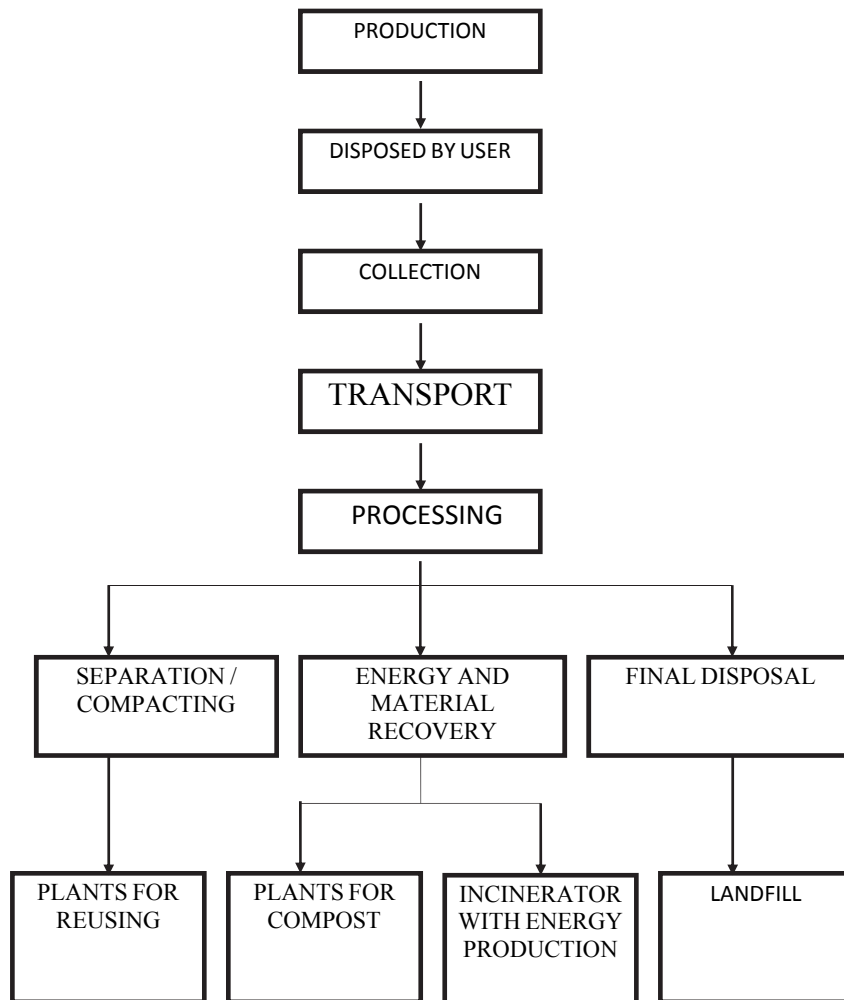 PRODUCTION
DISPOSED BY USER
COLLECTION
TRANSPORT
PROCESSING
SEPARATION /
COMPACTING
ENERGY AND
MATERIAL
RECOVERY
FINAL DISPOSAL
PLANTS FOR
REUSING
PLANTS FOR
COMPOST
INCINERATOR
WITH ENERGY
PRODUCTION
LANDFILL